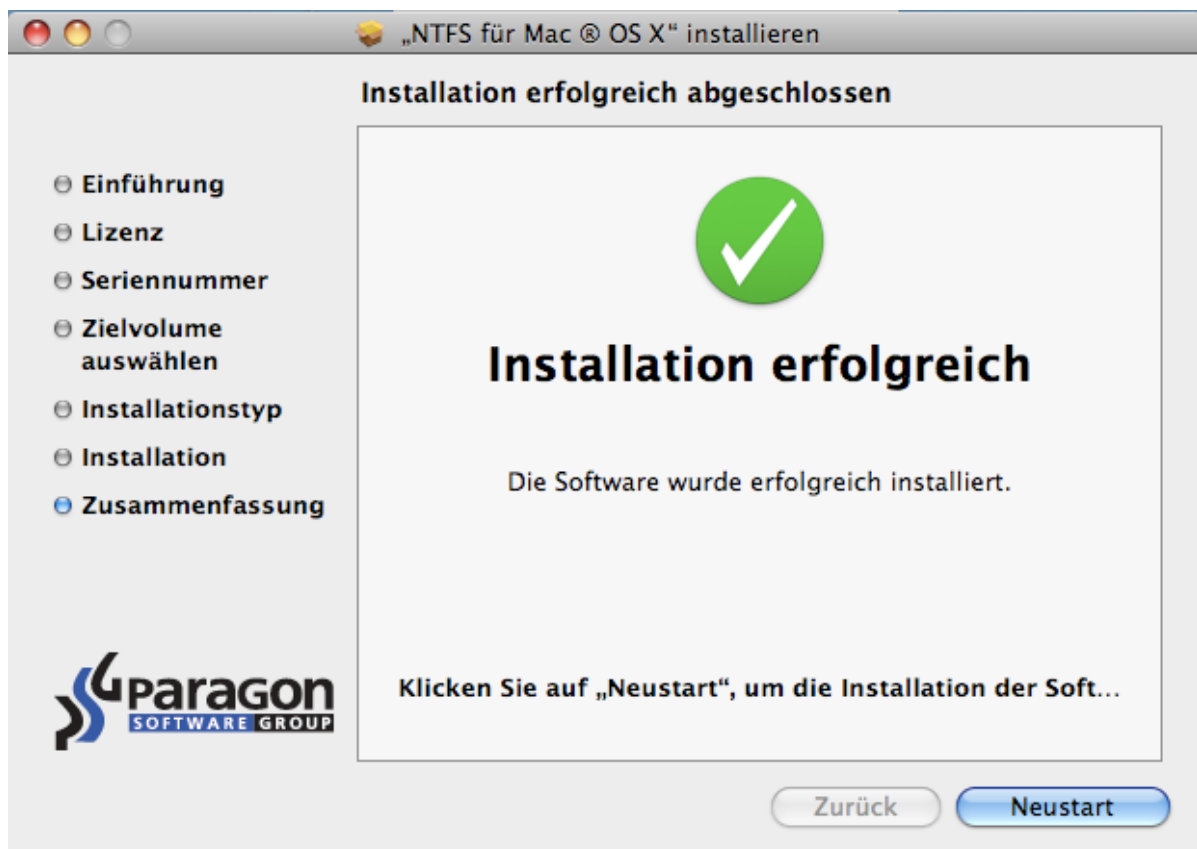 „NTFS für Mac ® OS X“ installieren
Installation erfolgreich abgeschlossen
Einführung
Lizenz
Seriennummer
Zielvolume
auswählen
Installationstyp
Installation
Zusammenfassung
Installation erfolgreich
Die Software wurde erfolgreich installiert.
Klicken Sie auf „Neustart“, um die Installation der Soft...
paragon
SOFTWARE GROUP
Zurück
Neustart